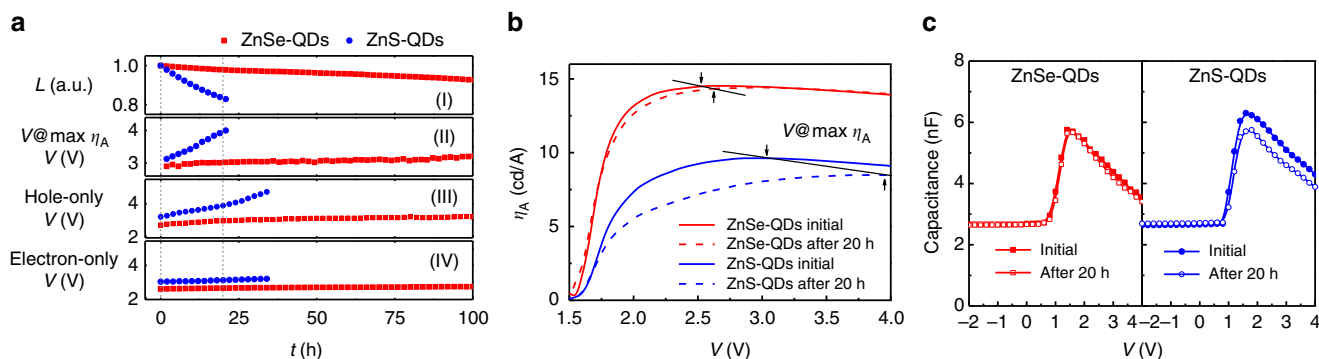 a
ZnSe-QDs ZnS-QDs
1.0
0.8
L (a.u.)
(I)
4
3
V@max ηA
V (V)
(II)
4
2
Hole-only
V (V)
(III)
4
2
Electron-only
V (V)
(IV)
0 25 50 75 100
t (h)
b
15
10
5
0
ηA (cd/A)
V@max ηA
ZnSe-QDs initial
ZnSe-QDs after 20 h
ZnS-QDs initial
ZnS-QDs after 20 h
1.5 2.0 2.5 3.0 3.5 4.0
V (V)
c
ZnSe-QDs ZnS-QDs
8
6
4
2
0
Capacitance (nF)
Initial
After 20 h
Initial
After 20 h
−2 −1 0 1 2 3 4 −2 −1 0 1 2 3 4
V (V)